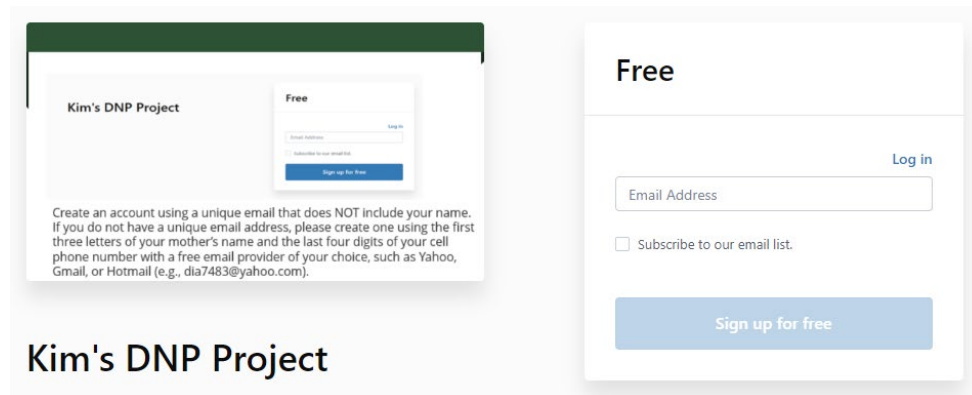 Kim's DNP Project
Free
Log in
Email Address
Subscribe to our email list.
Sign up for free
Create an account using a unique email that does NOT include your name.
If you do not have a unique email address, please create one using the first
three letters of your mother's name and the last four digits of your cell
phone number with a free email provider of your choice, such as Yahoo,
Gmail, or Hotmail (e.g., dia7483@yahoo.com).
Kim's DNP Project
Free
Log in
Email Address
Subscribe to our email list.
Sign up for free